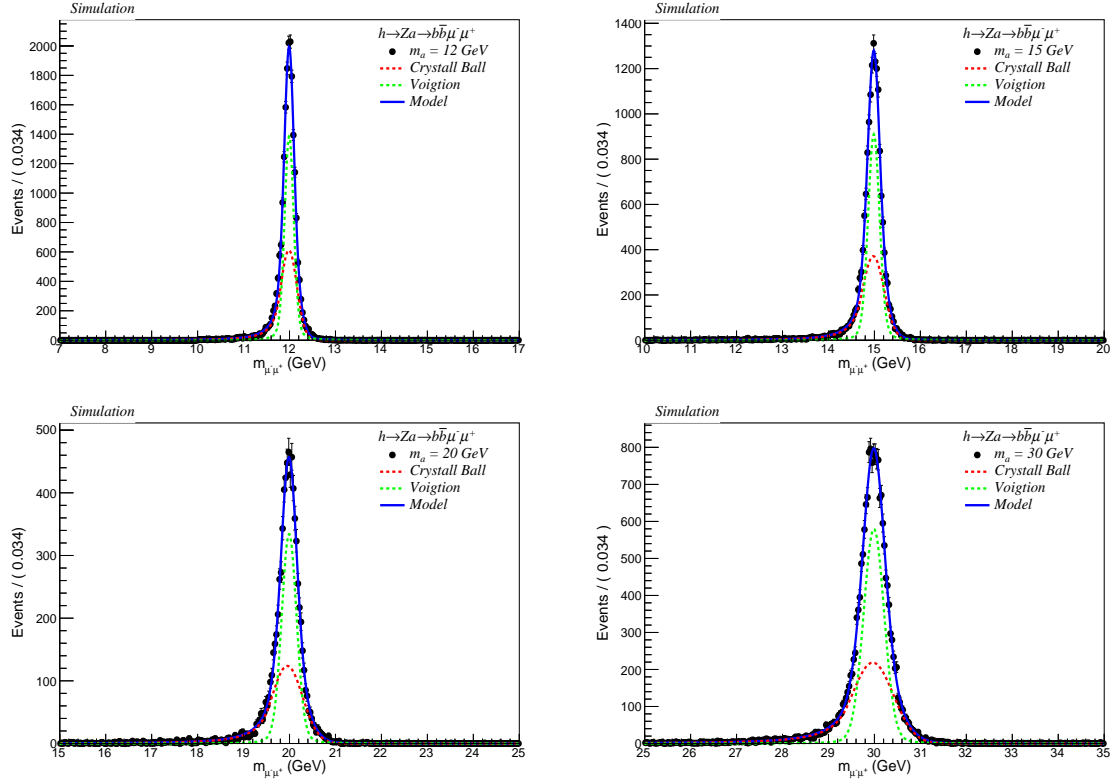 Simulation
h→Za→bb̅μ⁻μ⁺
m_a = 12 GeV
Crystall Ball
Voigtion
Model
Events / ( 0.034)
2000
1800
1600
1400
1200
1000
800
600
400
200
0
7 8 9 10 11 12 13 14 15 16 17
m_μ⁻μ⁺ (GeV)
Simulation
h→Za→bb̅μ⁻μ⁺
m_a = 15 GeV
Crystall Ball
Voigtion
Model
Events / ( 0.034)
1400
1200
1000
800
600
400
200
0
10 11 12 13 14 15 16 17 18 19 20
m_μ⁻μ⁺ (GeV)
Simulation
h→Za→bb̅μ⁻μ⁺
m_a = 20 GeV
Crystall Ball
Voigtion
Model
Events / ( 0.034)
500
400
300
200
100
0
15 16 17 18 19 20 21 22 23 24 25
m_μ⁻μ⁺ (GeV)
Simulation
h→Za→bb̅μ⁻μ⁺
m_a = 30 GeV
Crystall Ball
Voigtion
Model
Events / ( 0.034 )
800
700
600
500
400
300
200
100
0
25 26 27 28 29 30 31 32 33 34 35
m_μ⁻μ⁺ (GeV)